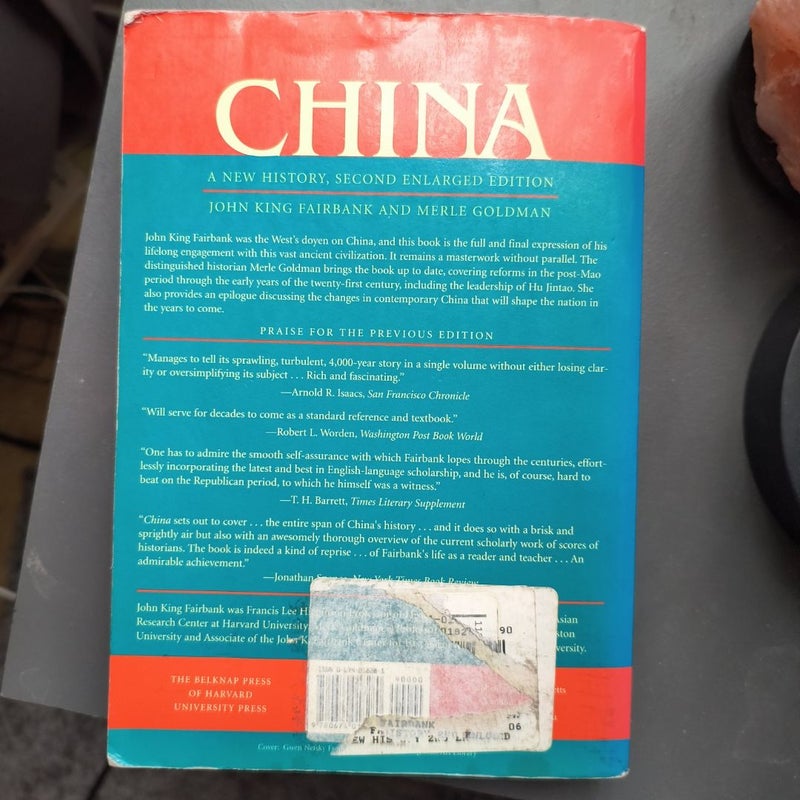 CHINA
A NEW HISTORY, SECOND ENLARGED EDITION
JOHN KING FAIRBANK AND MERLE GOLDMAN
John King Fairbank was the West's doyen on China, and this book is the full and final expression of his
lifelong engagement with this vast ancient civilization. It remains a masterwork without parallel. The
distinguished historian Merle Goldman brings the book up to date, covering reforms in the post-Mao
period through the early years of the twenty-first century, including the leadership of Hu Jintao. She
also provides an epilogue discussing the changes in contemporary China that will shape the nation in
the years to come.
PRAISE FOR THE PREVIOUS EDITION
“Manages to tell its sprawling, turbulent, 4,000-year story in a single volume without either losing clar-
ity or oversimplifying its subject . . . Rich and fascinating.”
—Arnold R. Isaacs, San Francisco Chronicle
“Will serve for decades to come as a standard reference and textbook.”
—Robert L. Worden, Washington Post Book World
“One has to admire the smooth self-assurance with which Fairbank lopes through the centuries, effort-
lessly incorporating the latest and best in English-language scholarship, and he is, of course, hard to
beat on the Republican period, to which he himself was a witness.”
—T. H. Barrett, Times Literary Supplement
“China sets out to cover . . . the entire span of China's history . . . and it does so with a brisk and
sprightly air but also with an awesomely thorough overview of the current scholarly work of scores of
historians. The book is indeed a kind of reprise . . . of Fairbank's life as a reader and teacher . . . An
admirable achievement.”
—Jonathan New York Times Book Review
John King Fairbank was Francis Lee Asian
Research Center at Harvard University
University and Associate of the John K. University.
THE BELKNAP PRESS
OF HARVARD
UNIVERSITY PRESS
90
90000
FAIRBANK
06
Cover: Gwen Nefsky